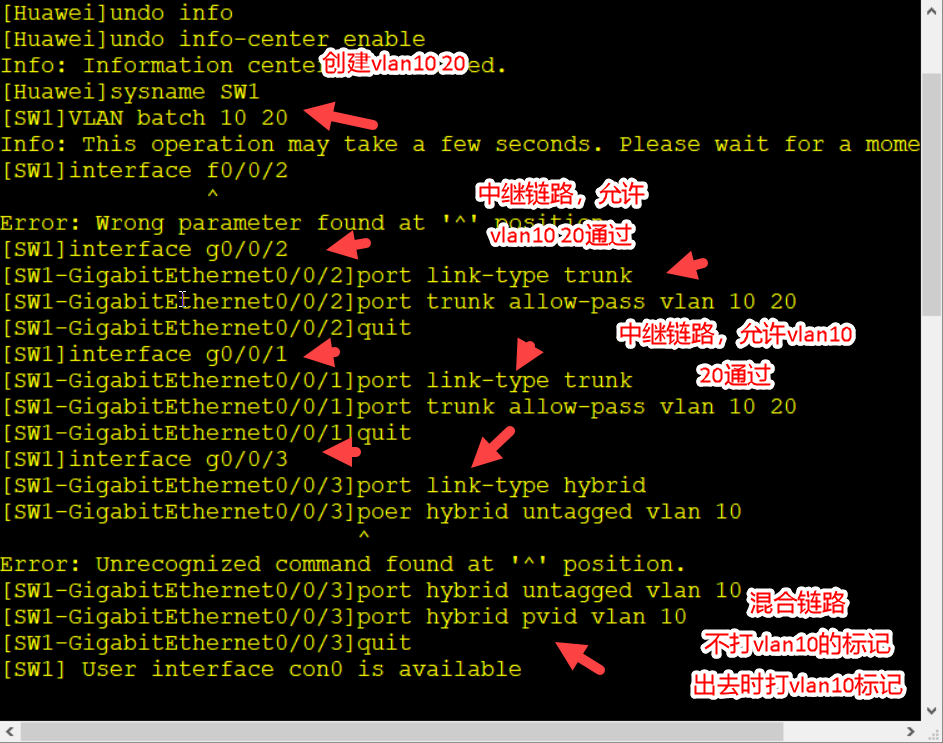 [Huawei]undo info
[Huawei]undo info-center enable
Info: Information cente ed.
创建vlan10 20
[Huawei]sysname SW1
[SW1]VLAN batch 10 20
Info: This operation may take a few seconds. Please wait for a mome
[SW1]interface f0/0/2
^
中继链路，允许
Error: Wrong parameter found at '^' position.
vlan10 20通过
[SW1]interface g0/0/2
[SW1-GigabitEthernet0/0/2]port link-type trunk
[SW1-GigabitEthernet0/0/2]port trunk allow-pass vlan 10 20
[SW1-GigabitEthernet0/0/2]quit
中继链路，允许vlan10
[SW1]interface g0/0/1
20通过
[SW1-GigabitEthernet0/0/1]port link-type trunk
[SW1-GigabitEthernet0/0/1]port trunk allow-pass vlan 10 20
[SW1-GigabitEthernet0/0/1]quit
[SW1]interface g0/0/3
[SW1-GigabitEthernet0/0/3]port link-type hybrid
[SW1-GigabitEthernet0/0/3]poer hybrid untagged vlan 10
^
Error: Unrecognized command found at '^' position.
[SW1-GigabitEthernet0/0/3]port hybrid untagged vlan 10
混合链路
[SW1-GigabitEthernet0/0/3]port hybrid pvid vlan 10
[SW1-GigabitEthernet0/0/3]quit
不打vlan10的标记
[SW1] User interface con0 is available
出去时打vlan10标记